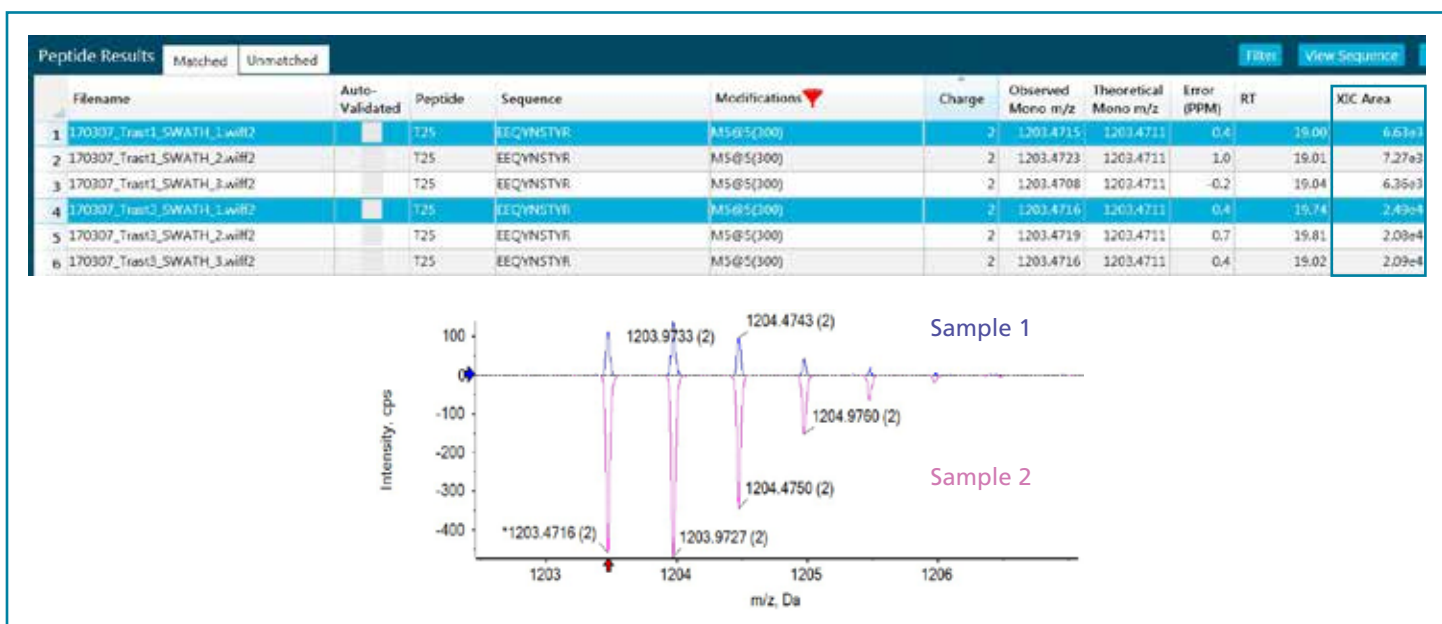 Peptide Results Matched Unmatched Filter View Sequence
Filename Auto-Validated Peptide Sequence Modifications Charge Observed Mono m/z Theoretical Mono m/z Error (PPM) RT XIC Area
1 170307_Trast1_SWATH_1.wiff2 T25 EEQYNSTYR M5@5(300) 2 1203.4715 1203.4711 0.4 19.00 6.63e3
2 170307_Trast1_SWATH_2.wiff2 T25 EEQYNSTYR M5@5(300) 2 1203.4723 1203.4711 1.0 19.01 7.27e3
3 170307_Trast1_SWATH_3.wiff2 T25 EEQYNSTYR M5@5(300) 2 1203.4708 1203.4711 -0.2 19.04 6.36e3
4 170307_Trast3_SWATH_1.wiff2 T25 EEQYNSTYR M5@5(300) 2 1203.4716 1203.4711 0.4 19.74 2.49e4
5 170307_Trast3_SWATH_2.wiff2 T25 EEQYNSTYR M5@5(300) 2 1203.4719 1203.4711 0.7 19.81 2.08e4
6 170307_Trast3_SWATH_3.wiff2 T25 EEQYNSTYR M5@5(300) 2 1203.4716 1203.4711 0.4 19.02 2.09e4
1204.4743 (2)
Sample 1
100
1203.9733 (2)
0
-100
1204.9760 (2)
Intensity, cps
-200
Sample 2
-300
1204.4750 (2)
-400
*1203.4716 (2)
1203.9727 (2)
1203 1204 1205 1206
m/z, Da